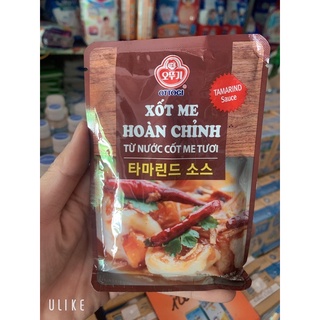 오뚜기
OTTOGI
TAMARIND
Sauce
XỐT ME
HOÀN CHỈNH
TỪ NƯỚC CỐT ME TƯƠI
타마린드 소스
ULIKE